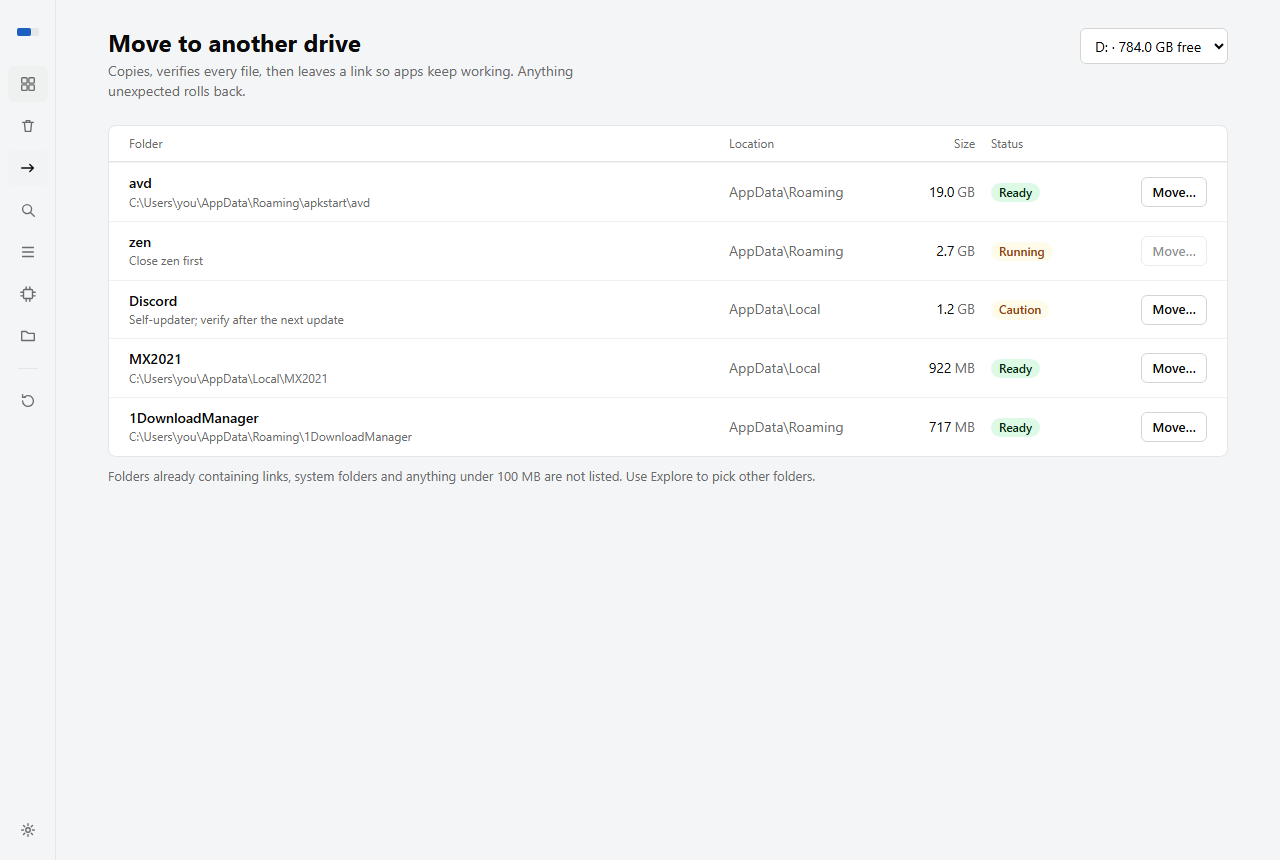 Move to another drive
D: · 784.0 GB free
Copies, verifies every file, then leaves a link so apps keep working. Anything
unexpected rolls back.
Folder Location Size Status
avd
C:\Users\you\AppData\Roaming\apkstart\avd
AppData\Roaming 19.0 GB Ready Move...
zen
Close zen first
AppData\Roaming 2.7 GB Running Move...
Discord
Self-updater; verify after the next update
AppData\Local 1.2 GB Caution Move...
MX2021
C:\Users\you\AppData\Local\MX2021
AppData\Local 922 MB Ready Move...
1DownloadManager
C:\Users\you\AppData\Roaming\1DownloadManager
AppData\Roaming 717 MB Ready Move...
Folders already containing links, system folders and anything under 100 MB are not listed. Use Explore to pick other folders.